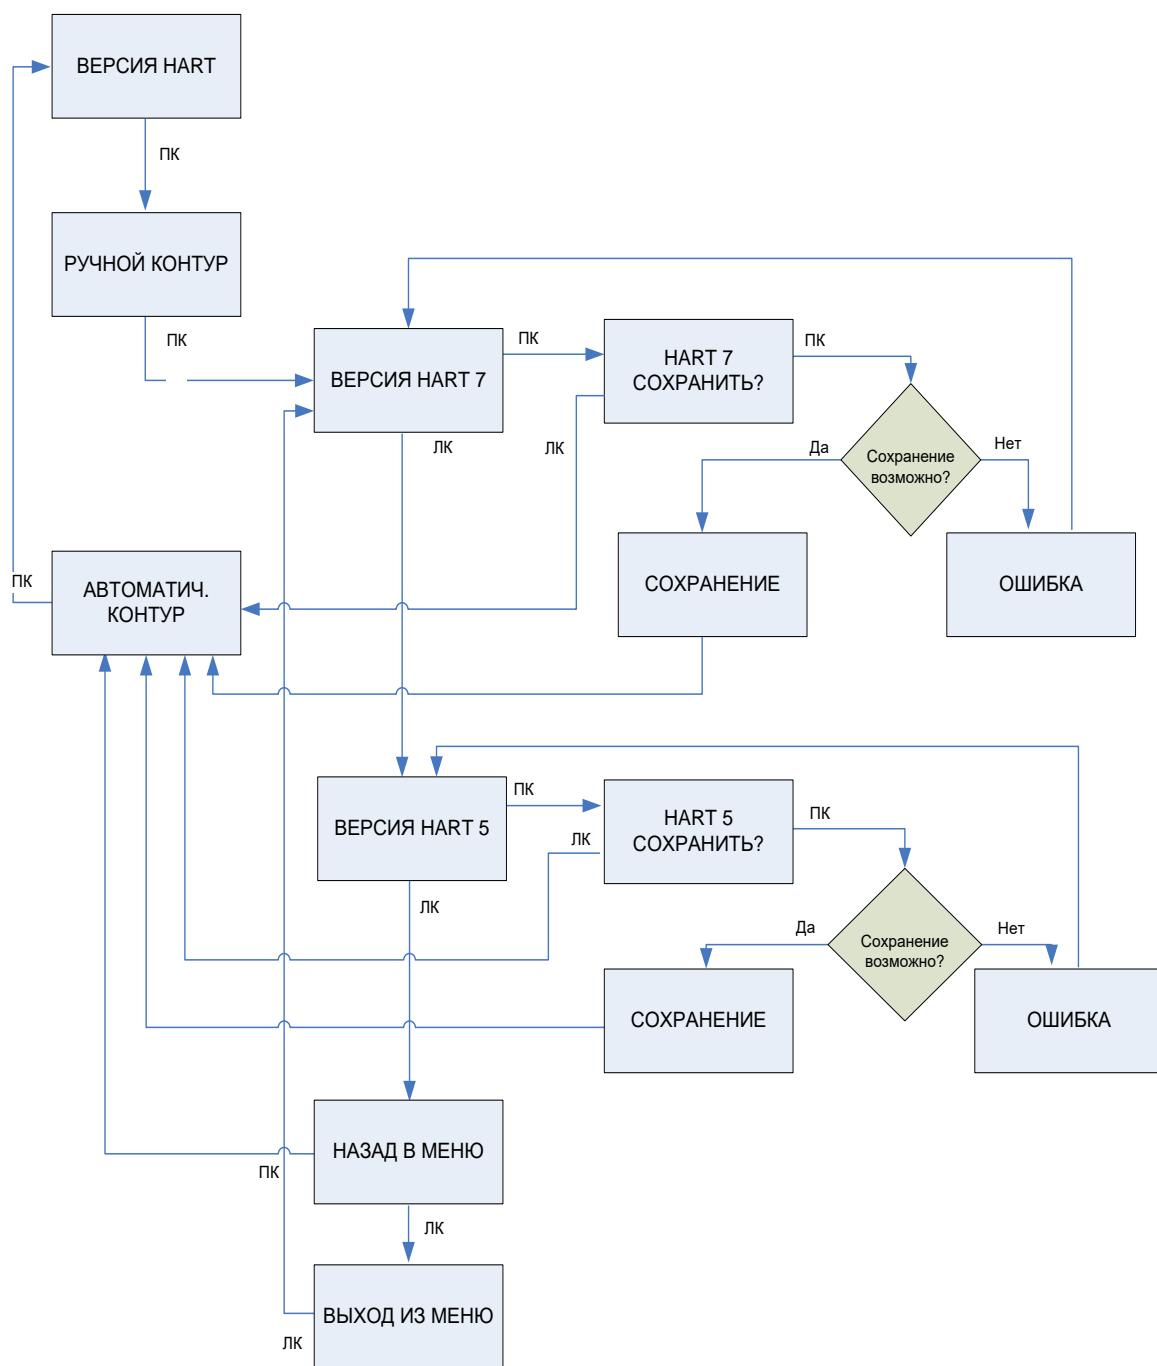 ВЕРСИЯ HART
ПК
РУЧНОЙ КОНТУР
ПК
ВЕРСИЯ HART 7
ПК
HART 7
СОХРАНИТЬ?
ПК
ЛК
ЛК
Да
Сохранение
возможно?
Нет
ПК
АВТОМАТИЧ.
КОНТУР
СОХРАНЕНИЕ
ОШИБКА
ВЕРСИЯ HART 5
ПК
HART 5
СОХРАНИТЬ?
ПК
ЛК
ЛК
Да
Сохранение
возможно?
Нет
СОХРАНЕНИЕ
ОШИБКА
НАЗАД В МЕНЮ
ПК
ЛК
ВЫХОД ИЗ МЕНЮ
ЛК